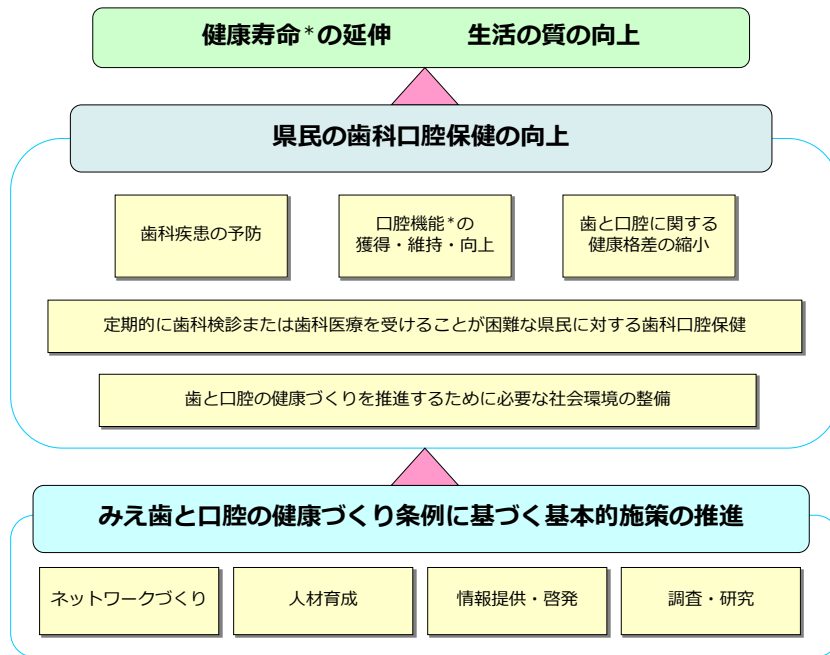 健康寿命*の延伸　　　生活の質の向上
県民の歯科口腔保健の向上
歯科疾患の予防
口腔機能*の
獲得・維持・向上
歯と口腔に関する
健康格差の縮小
定期的に歯科検診または歯科医療を受けることが困難な県民に対する歯科口腔保健
歯と口腔の健康づくりを推進するために必要な社会環境の整備
みえ歯と口腔の健康づくり条例に基づく基本的施策の推進
ネットワークづくり
人材育成
情報提供・啓発
調査・研究